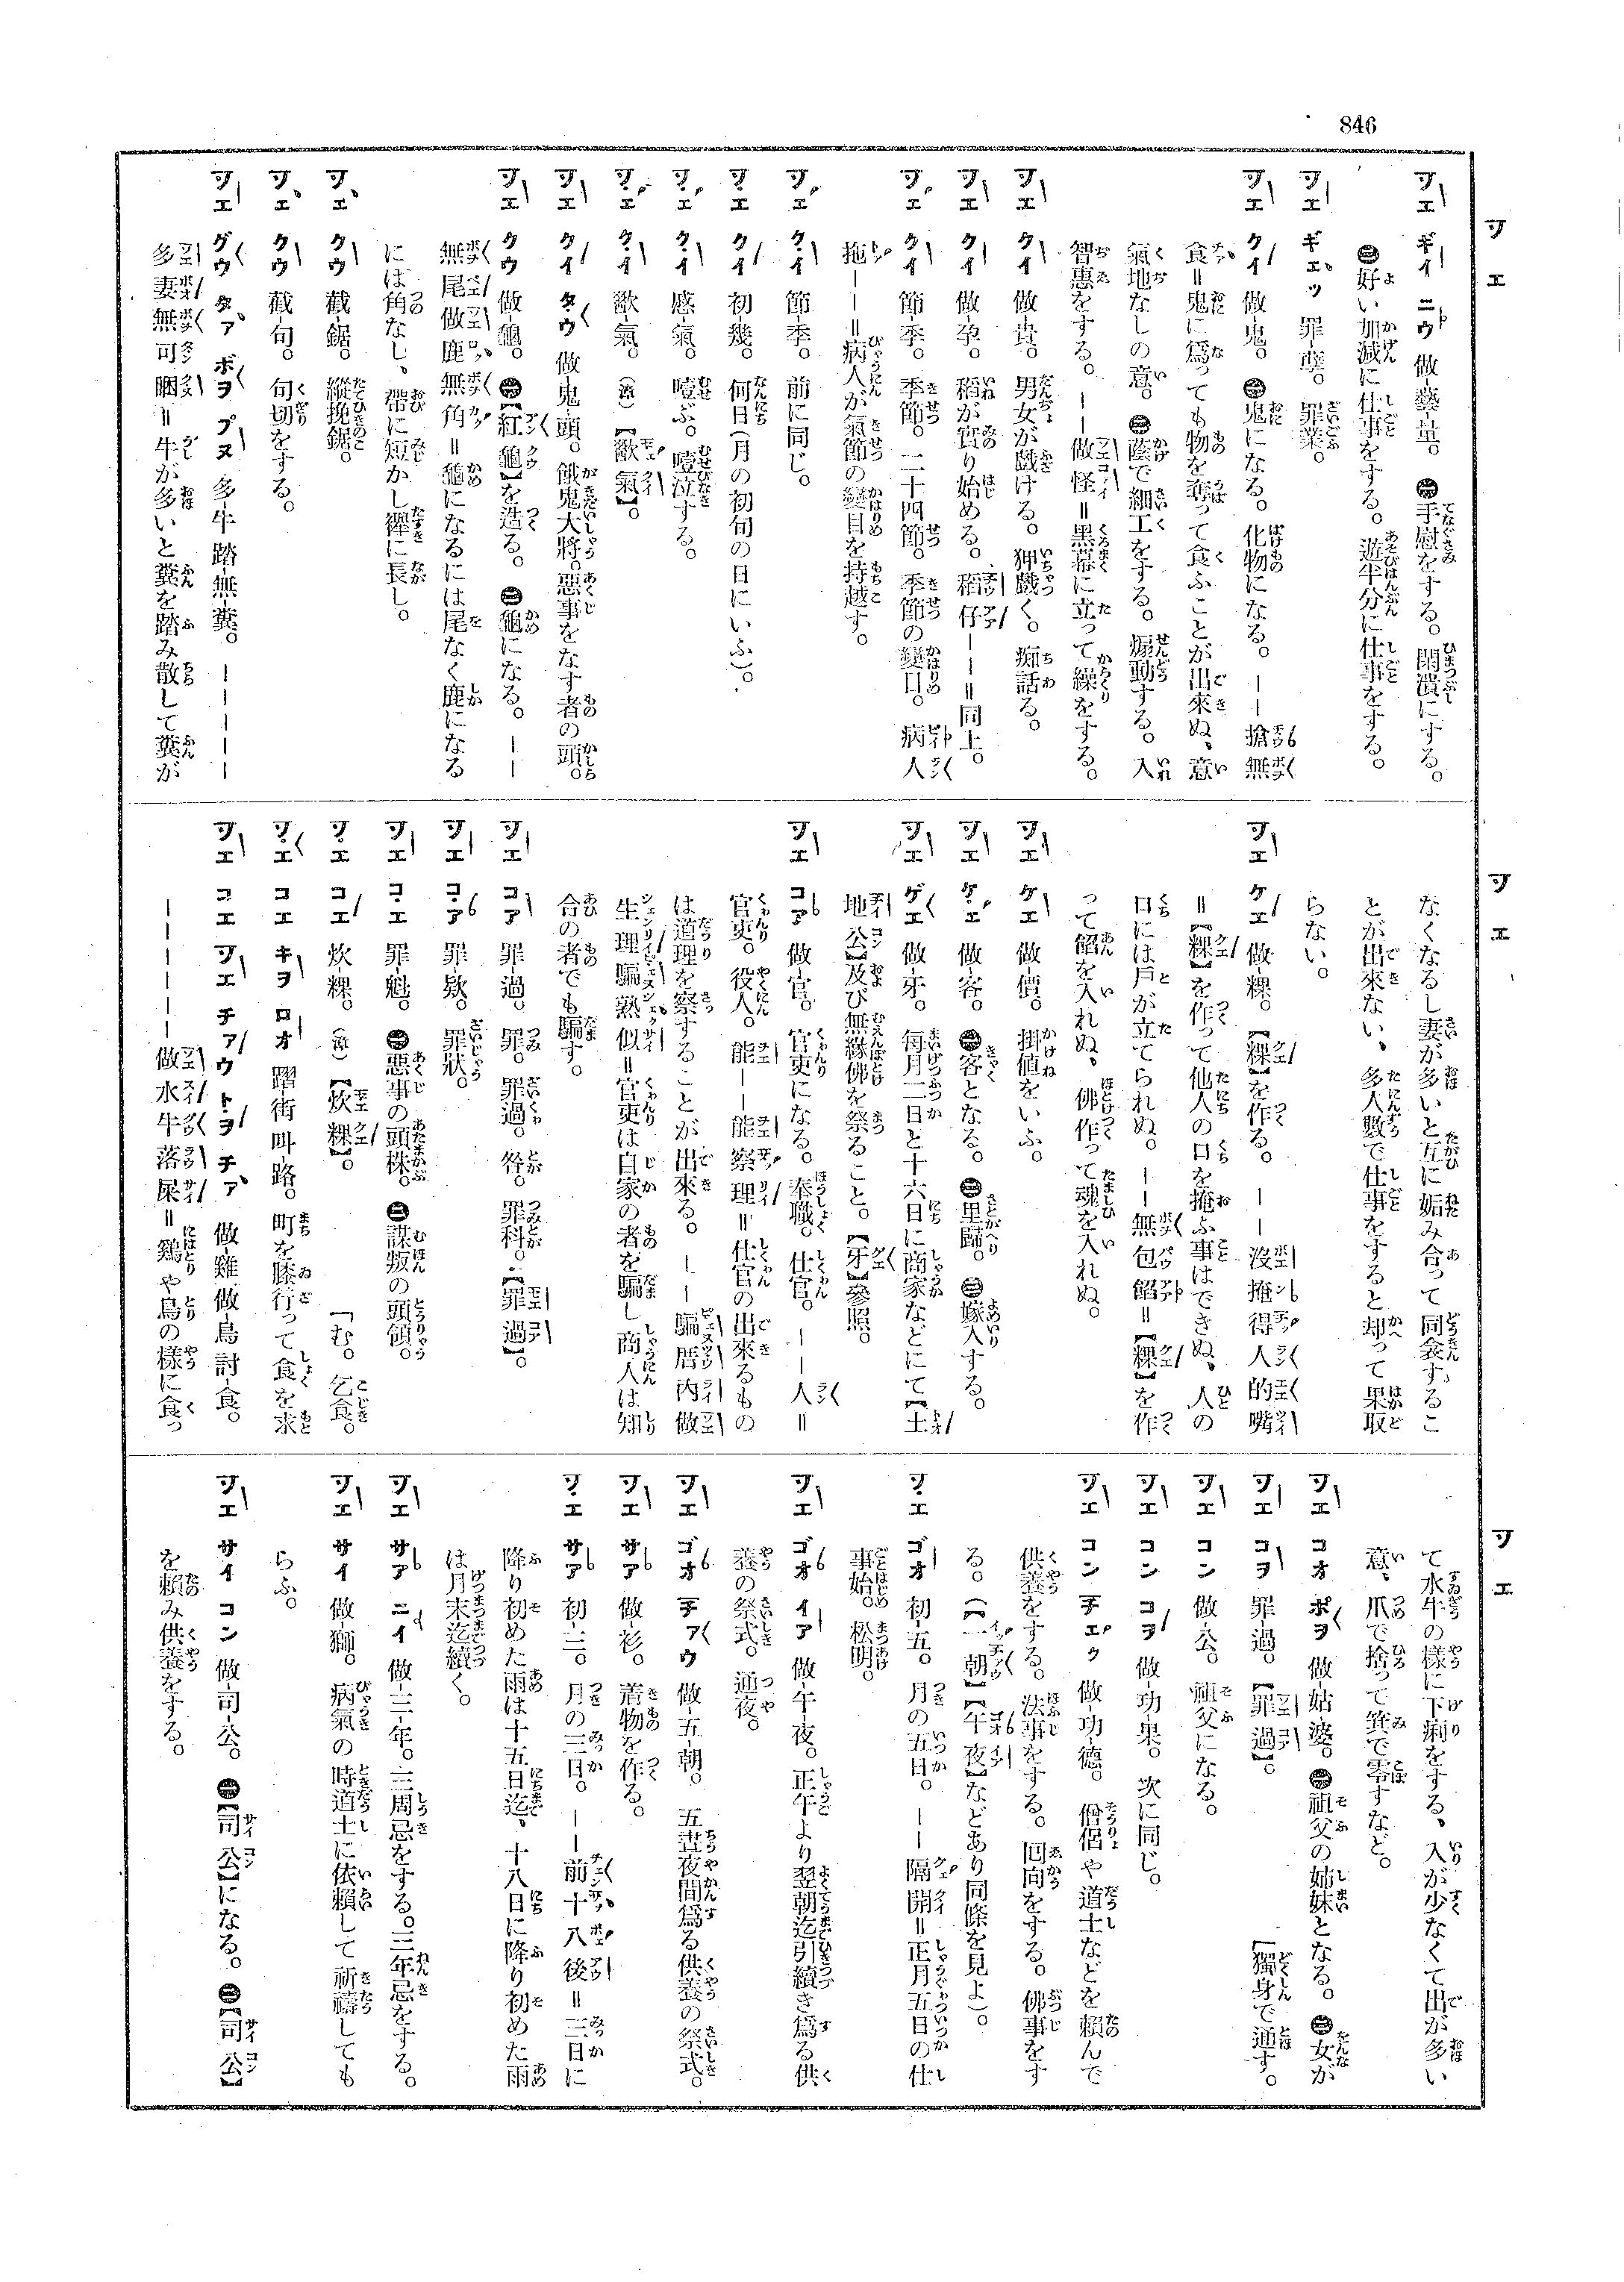 846
ツエ
ツエ ギイ ニウ 做-藝-量。 ㊀手慰をする。閑潰にする。
㊁好い加減に仕事をする。遊半分に仕事をする。
ツエ ギエッ 罪-孽。罪業。
ツエ クイ 做-鬼。 ㊀鬼になる。化物になる。——搶無
食＝鬼に爲っても物を奪って食ふことが出來ぬ、意
氣地なしの意。㊁蔭で細工をする。煽動する。入
智惠をする。——做怪＝黑幕に立って繰をする。
ツエ クイ 做-貴。 男女が戲ける。狎戲く。痴話る。
ツエ クイ 做-孕。 稻が實り始める。稻仔——＝同上。
ツエ クイ 節-季。 二十四節。季節の變目。病人
拖——＝病人が氣節の變目を持越す。
ツエ クイ 節-季。 前に同じ。
ツエ クイ 初-幾。 何日(月の初旬の日にいふ)。
ツエ クイ 感-氣。 噎ぶ。噎泣する。
ツエ クイ 歠-氣。 (漳)【歠氣】。
ツエ クイ タウ 做-鬼-頭。餓鬼大將。惡事をなす者の頭。
ツエ クウ 做-龜。 ㊀【紅龜】を造る。㊁龜になる。——
無尾做鹿無角＝龜になるには尾なく鹿になる
には角なし、帶に短かし襷に長し。
ツエ クウ 截-鋸。 縱挽鋸。
ツエ クウ 截-句。 句切をする。
ツエ グウ タア ボヲ プヌ 多-牛 踏-無-糞。——————
多妻無可睏＝牛が多いと糞を踏み散して糞が
ツエ
なくなるし妻が多いと互に妬み合って同衾するこ
とが出來ない、多人數で仕事をすると却って果取
らない。
ツエ ケエ 做-粿。【粿】を作る。——沒掩得人的嘴
＝【粿】を作って他人の口を掩ふ事はできぬ、人の
口には戶が立てられぬ。——無包餡＝【粿】を作
って餡を入れぬ、佛作って魂を入れぬ。
ツエ ケエ 做-價。 掛値をいふ。
ツエ ケエ 做-客。 ㊀客となる。㊁里歸。㊂嫁入する。
ツエ ゲエ 做-牙。 每月二日と十六日に商家などにて【土
地公】及び無緣佛を祭ること。【牙】參照。
ツエ コア 做-官。 官吏になる。奉職。仕官。——人＝
官吏。役人。能——能察理＝仕官の出來るもの
は道理を察することが出來る。——騙厝內做
生理騙熟似＝官吏は自家の者を騙し商人は知
合の者でも騙す。
ツエ コア 罪-過。 罪。罪過。咎。罪科。【罪過】。
ツエ コア 罪-欵。 罪狀。
ツエ コエ 罪-魁。 ㊀惡事の頭株。㊁謀叛の頭領。
ツエ コエ 炊-粿。 (漳)【炊粿】。 「む。乞食。
ツエ コエ キヲ ロオ 躋-街 叫-路。町を膝行って食を求
ツエ コエ ツエ チアウ トヲ チア 做-雞 做-鳥 討-食。
——————做水牛落屎＝鷄や鳥の樣に食っ
ツエ
て水牛の樣に下痢をする、入が少なくて出が多い
意、爪で拾って箕で零すなど。
ツエ コオ ポヲ 做-姑-婆。㊀祖父の姉妹となる。㊁女が
ツエ コヲ 罪-過。【罪過】。 「獨身で通す。
ツエ コン 做-公。 祖父になる。
ツエ コン コヲ 做-功-果。 次に同じ。
ツエ コン チェク 做-功-德。 僧侶や道士などを賴んで
供養をする。法事をする。囘向をする。佛事をす
る。(【一朝】【午夜】などあり同條を見よ)。
ツエ ゴオ 初-五。 月の五日。——隔開＝正月五日の仕
事始。松明。
ツエ ゴオ イア 做-午-夜。正午より翌朝迄引續き爲る供
養の祭式。通夜。
ツエ ゴオ チアウ 做-五-朝。 五晝夜間爲る供養の祭式。
ツエ サア 做-衫。 着物を作る。
ツエ サア 初-三。 月の三日。——前十八後＝三日に
降り初めた雨は十五日迄、十八日に降り初めた雨
は月末迄續く。
ツエ サア ニイ 做-三-年。三周忌をする。三年忌をする。
ツエ サイ 做-獅。 病氣の時道士に依賴して祈禱しても
らふ。
ツエ サイ コン 做-司-公。 ㊀【司公】になる。㊁【司公】
を賴み供養をする。